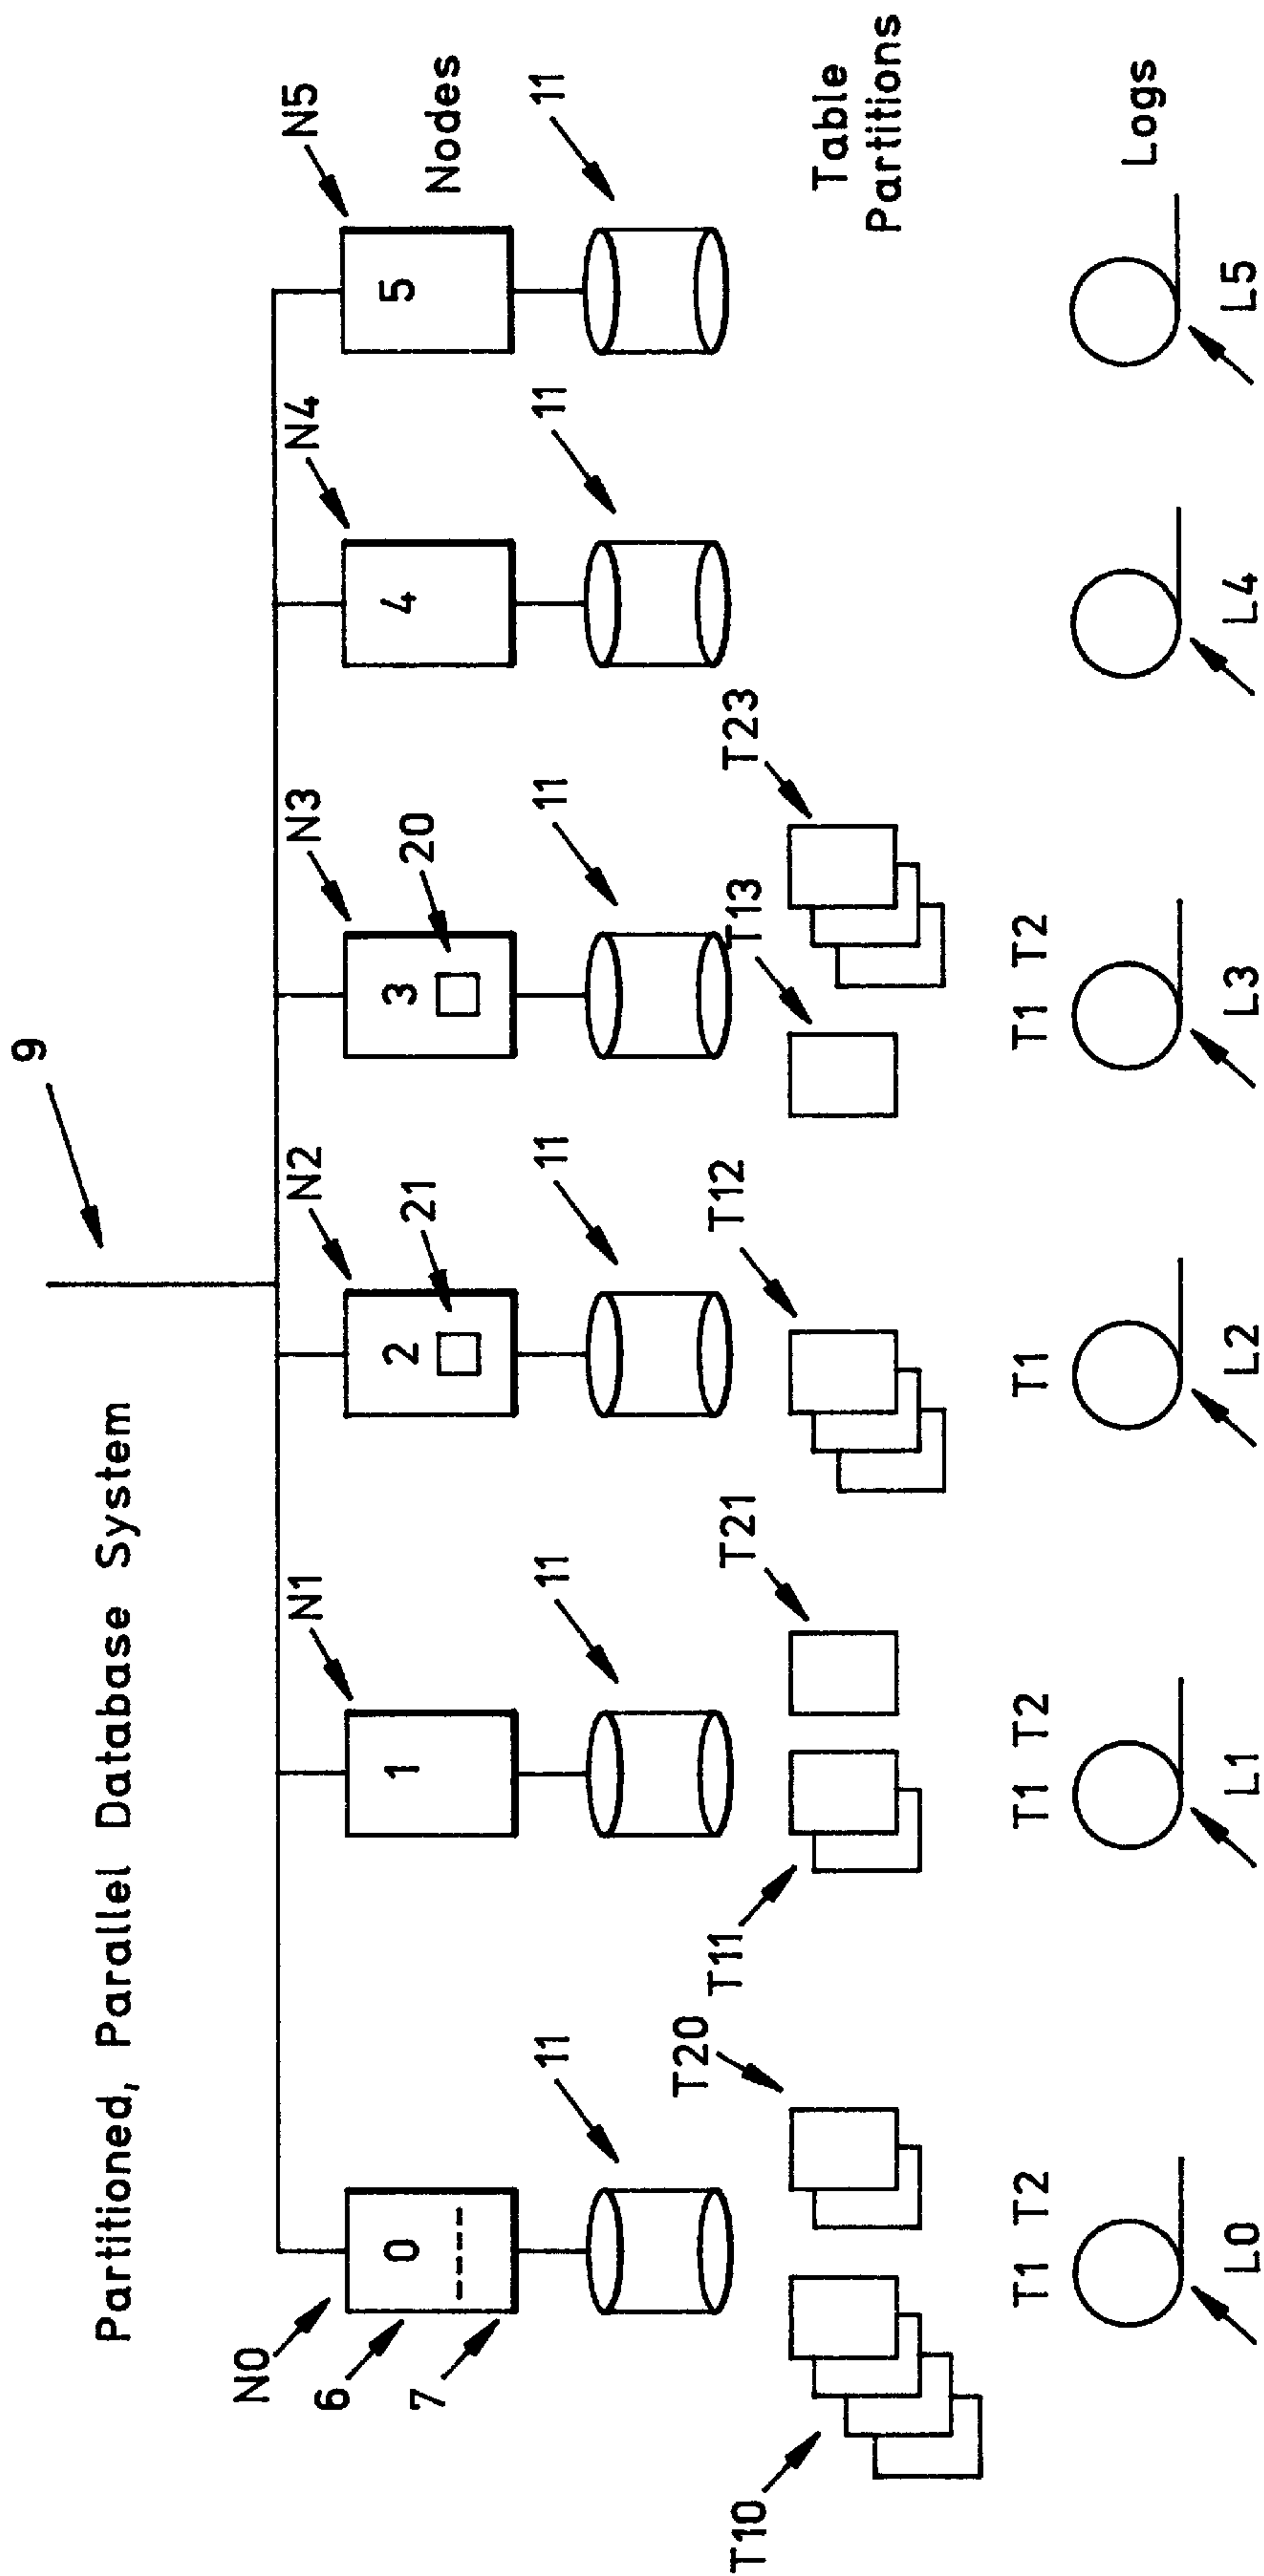 Partitioned, Parallel Database System
9
N0
N1
N2
N3
N4
N5
6
7
0
1
2
21
3
20
4
5
Nodes
11
11
11
11
11
11
T10
T20
T11
T21
T12
T13
T23
Table
Partitions
T1 T2
T1 T2
T1
T1 T2
Logs
L0
L1
L2
L3
L4
L5